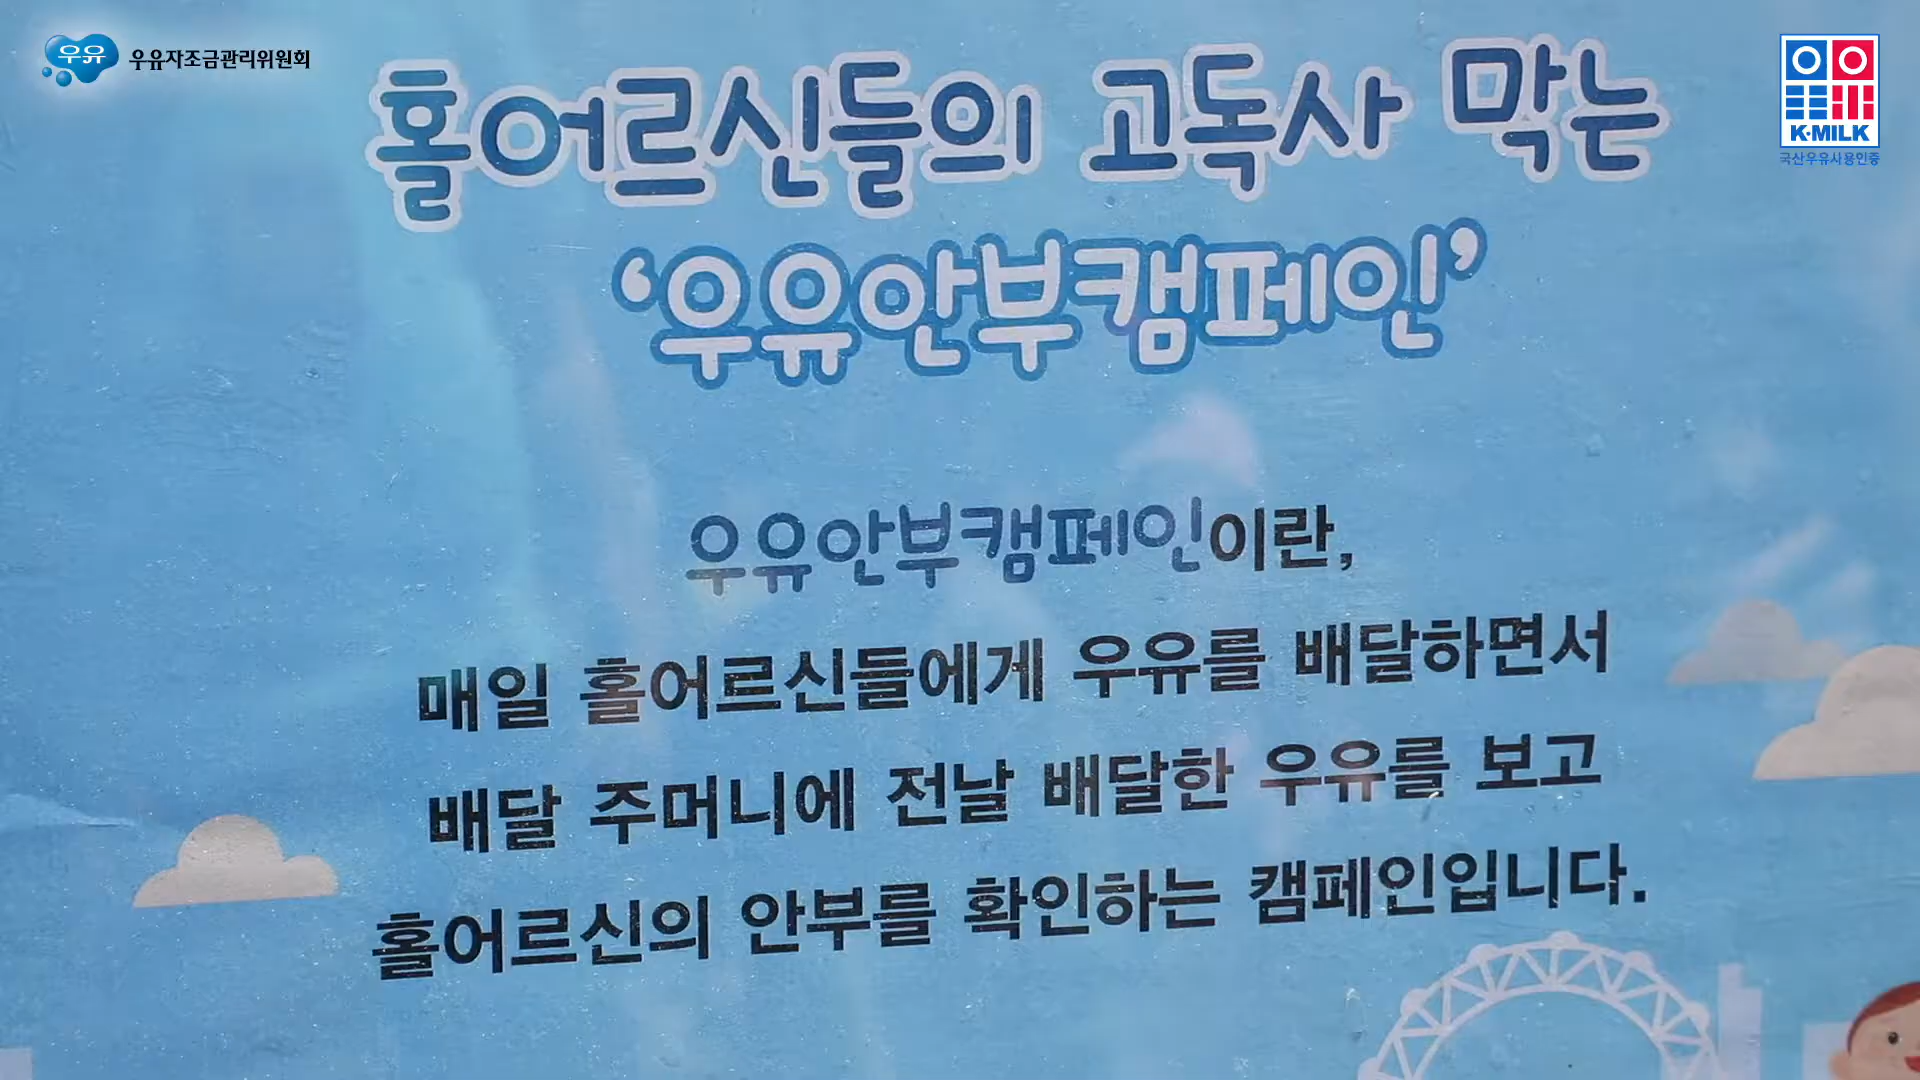 우유
우유자조금관리위원회
우유
K·MILK
국산우유사용인증
홀어르신들의 고독사 막는
‘우유안부캠페인’
우유안부캠페인이란,
매일 홀어르신들에게 우유를 배달하면서
배달 주머니에 전날 배달한 우유를 보고
홀어르신의 안부를 확인하는 캠페인입니다.